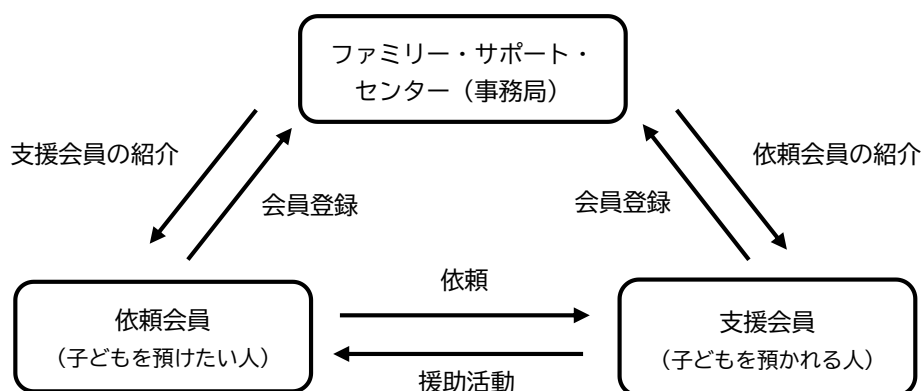 ファミリー・サポート・
センター（事務局）
支援会員の紹介
会員登録
会員登録
依頼会員の紹介
依頼
依頼会員
（子どもを預けたい人）
支援会員
（子どもを預かれる人）
援助活動